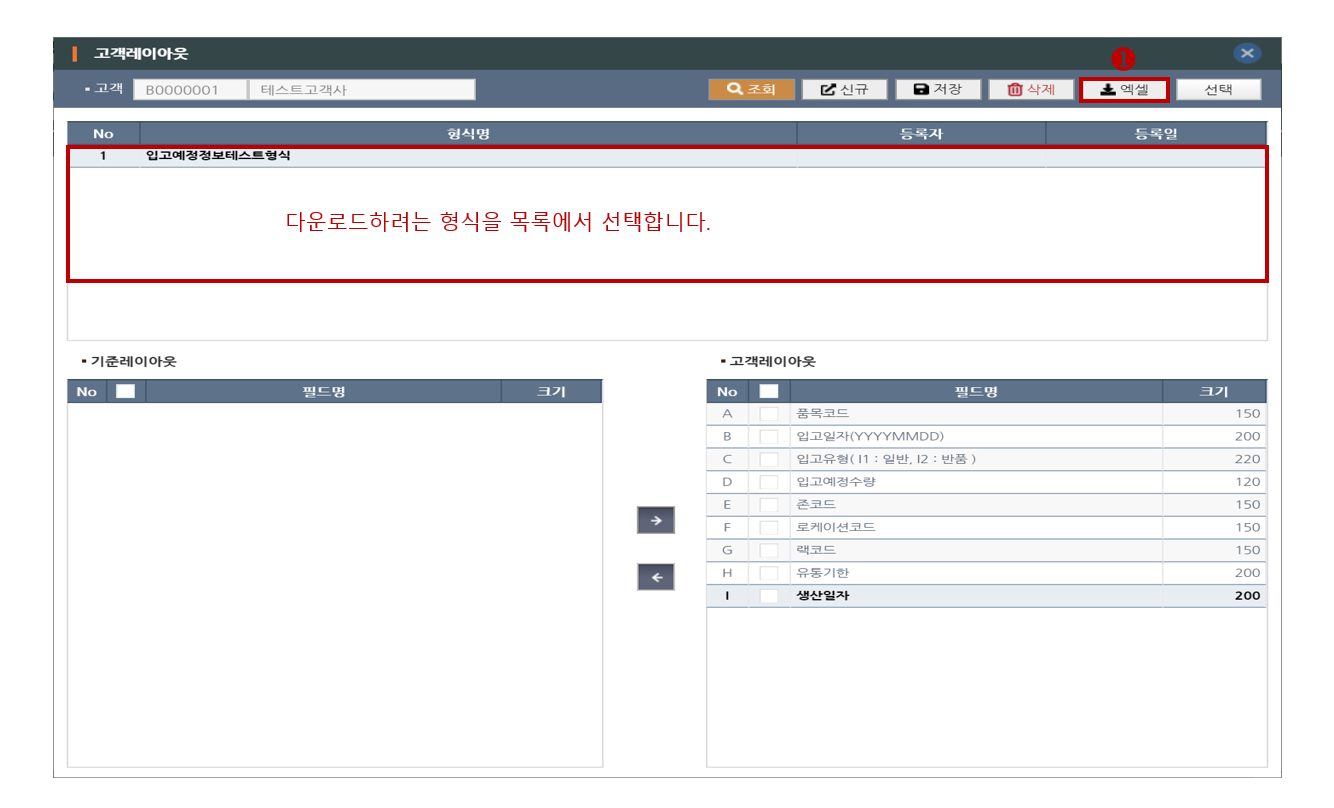 고객레이아웃
❶
▪ 고객 B0000001 테스트고객사 조회 신규 저장 삭제 엑셀 선택
No 형식명 등록자 등록일
1 입고예정정보테스트형식
다운로드하려는 형식을 목록에서 선택합니다.
▪ 기준레이아웃 ▪ 고객레이아웃
No 필드명 크기 No 필드명 크기
A 품목코드 150
B 입고일자(YYYYMMDD) 200
C 입고유형( I1 : 일반, I2 : 반품 ) 220
D 입고예정수량 120
E 존코드 150
F 로케이션코드 150
G 랙코드 150
H 유통기한 200
I 생산일자 200